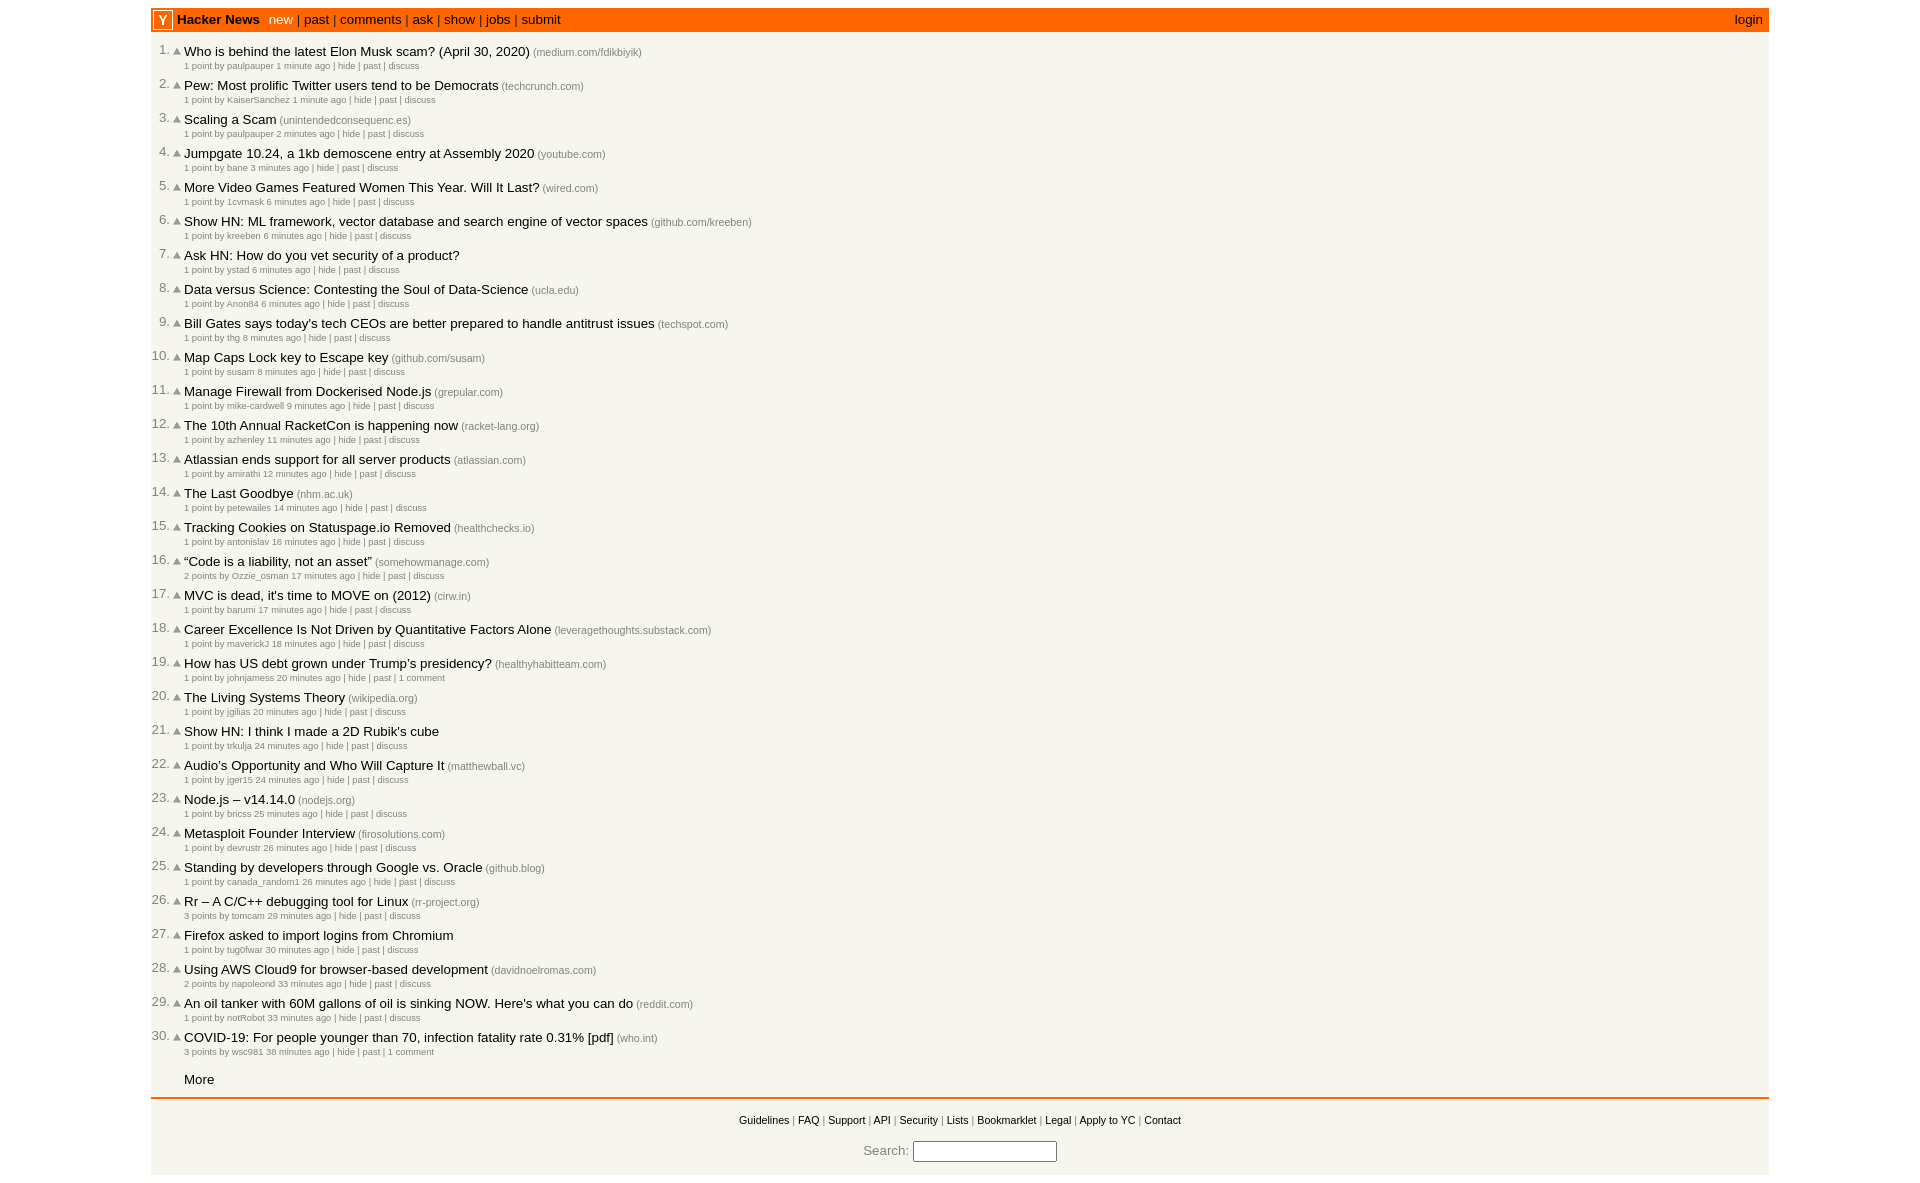 Y Hacker News new | past | comments | ask | show | jobs | submit login
1. Who is behind the latest Elon Musk scam? (April 30, 2020) (medium.com/fdikbiyik)
1 point by paulpauper 1 minute ago | hide | past | discuss
2. Pew: Most prolific Twitter users tend to be Democrats (techcrunch.com)
1 point by KaiserSanchez 1 minute ago | hide | past | discuss
3. Scaling a Scam (unintendedconsequenc.es)
1 point by paulpauper 2 minutes ago | hide | past | discuss
4. Jumpgate 10.24, a 1kb demoscene entry at Assembly 2020 (youtube.com)
1 point by bane 3 minutes ago | hide | past | discuss
5. More Video Games Featured Women This Year. Will It Last? (wired.com)
1 point by 1cvmask 6 minutes ago | hide | past | discuss
6. Show HN: ML framework, vector database and search engine of vector spaces (github.com/kreeben)
1 point by kreeben 6 minutes ago | hide | past | discuss
7. Ask HN: How do you vet security of a product?
1 point by ystad 6 minutes ago | hide | past | discuss
8. Data versus Science: Contesting the Soul of Data-Science (ucla.edu)
1 point by Anon84 6 minutes ago | hide | past | discuss
9. Bill Gates says today's tech CEOs are better prepared to handle antitrust issues (techspot.com)
1 point by thg 8 minutes ago | hide | past | discuss
10. Map Caps Lock key to Escape key (github.com/susam)
1 point by susam 8 minutes ago | hide | past | discuss
11. Manage Firewall from Dockerised Node.js (grepular.com)
1 point by mike-cardwell 9 minutes ago | hide | past | discuss
12. The 10th Annual RacketCon is happening now (racket-lang.org)
1 point by azhenley 11 minutes ago | hide | past | discuss
13. Atlassian ends support for all server products (atlassian.com)
1 point by amirathi 12 minutes ago | hide | past | discuss
14. The Last Goodbye (nhm.ac.uk)
1 point by petewailes 14 minutes ago | hide | past | discuss
15. Tracking Cookies on Statuspage.io Removed (healthchecks.io)
1 point by antonislav 16 minutes ago | hide | past | discuss
16. “Code is a liability, not an asset” (somehowmanage.com)
2 points by Ozzie_osman 17 minutes ago | hide | past | discuss
17. MVC is dead, it's time to MOVE on (2012) (cirw.in)
1 point by barumi 17 minutes ago | hide | past | discuss
18. Career Excellence Is Not Driven by Quantitative Factors Alone (leveragethoughts.substack.com)
1 point by maverickJ 18 minutes ago | hide | past | discuss
19. How has US debt grown under Trump’s presidency? (healthyhabitteam.com)
1 point by johnjamess 20 minutes ago | hide | past | 1 comment
20. The Living Systems Theory (wikipedia.org)
1 point by jgilias 20 minutes ago | hide | past | discuss
21. Show HN: I think I made a 2D Rubik's cube
1 point by trkulja 24 minutes ago | hide | past | discuss
22. Audio’s Opportunity and Who Will Capture It (matthewball.vc)
1 point by jger15 24 minutes ago | hide | past | discuss
23. Node.js – v14.14.0 (nodejs.org)
1 point by bricss 25 minutes ago | hide | past | discuss
24. Metasploit Founder Interview (firosolutions.com)
1 point by devrustr 26 minutes ago | hide | past | discuss
25. Standing by developers through Google vs. Oracle (github.blog)
1 point by canada_random1 26 minutes ago | hide | past | discuss
26. Rr – A C/C++ debugging tool for Linux (rr-project.org)
3 points by tomcam 29 minutes ago | hide | past | discuss
27. Firefox asked to import logins from Chromium
1 point by tug0fwar 30 minutes ago | hide | past | discuss
28. Using AWS Cloud9 for browser-based development (davidnoelromas.com)
2 points by napoleond 33 minutes ago | hide | past | discuss
29. An oil tanker with 60M gallons of oil is sinking NOW. Here's what you can do (reddit.com)
1 point by notRobot 33 minutes ago | hide | past | discuss
30. COVID-19: For people younger than 70, infection fatality rate 0.31% [pdf] (who.int)
3 points by wsc981 38 minutes ago | hide | past | 1 comment
More
Guidelines | FAQ | Support | API | Security | Lists | Bookmarklet | Legal | Apply to YC | Contact
Search: